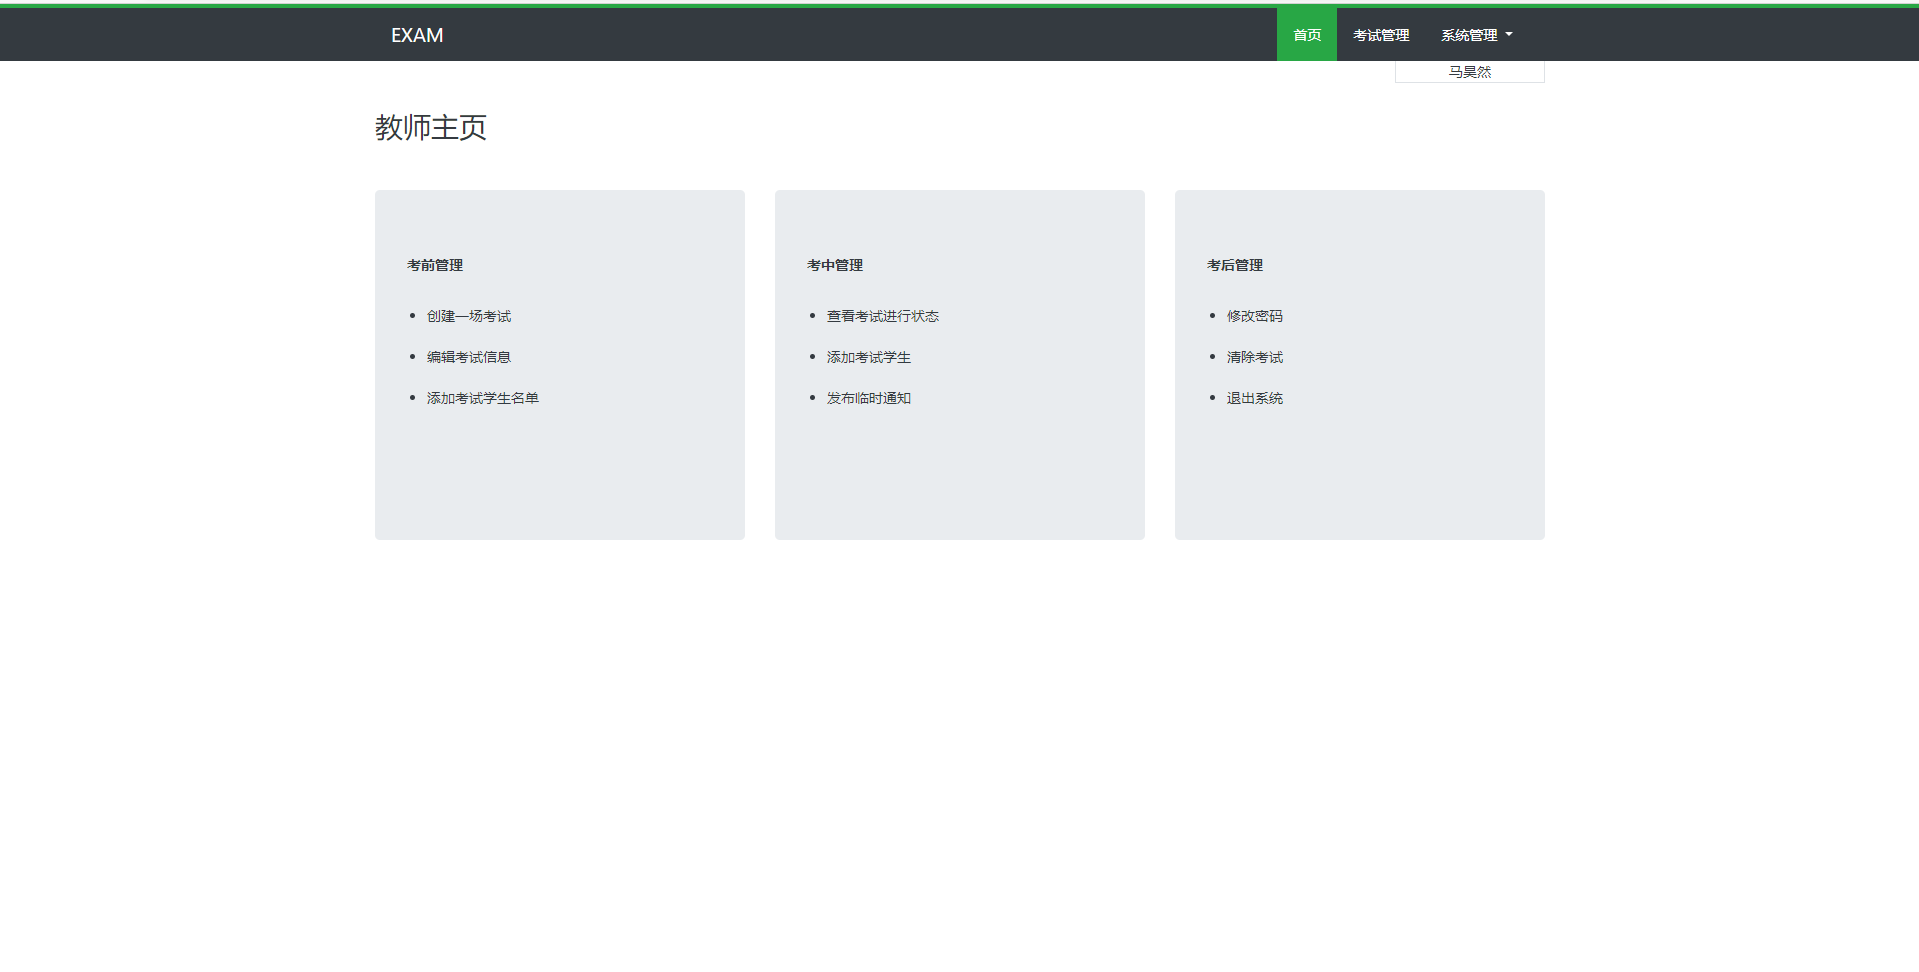 EXAM
首页 考试管理 系统管理
马昊然
教师主页
考前管理
创建一场考试
编辑考试信息
添加考试学生名单
考中管理
查看考试进行状态
添加考试学生
发布临时通知
考后管理
修改密码
清除考试
退出系统